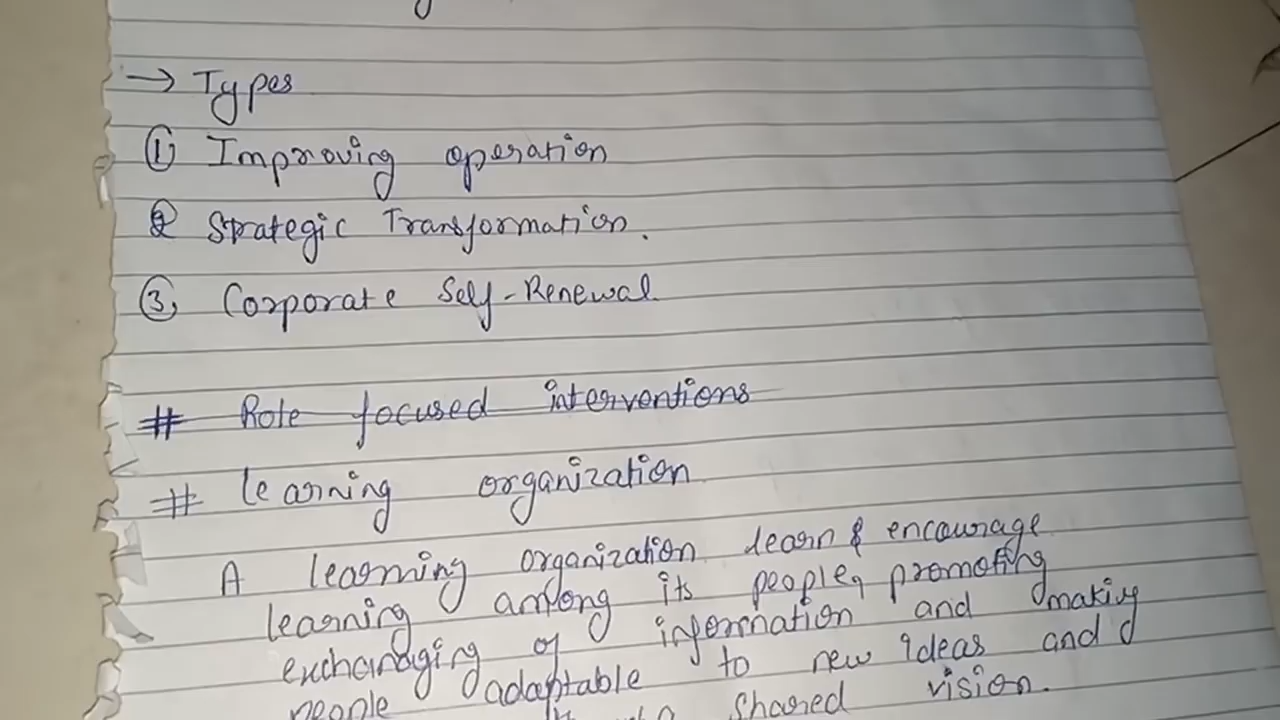 → Types
① Improving operation
② Strategic Transformation.
③ Corporate Self-Renewal
# Role focused interventions
# learning organization
A learning organization learn & encourage
learning among its people, promoting
exchanging of information and making
people adaptable to new ideas and
shared vision.